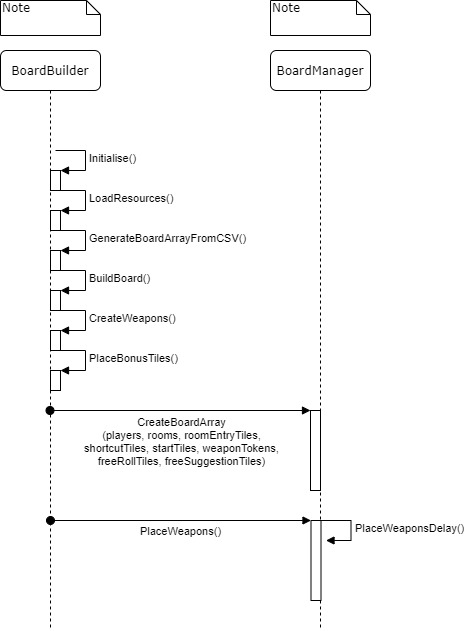 Note
Note
BoardBuilder
BoardManager
Initialise()
LoadResources()
GenerateBoardArrayFromCSV()
BuildBoard()
CreateWeapons()
PlaceBonusTiles()
CreateBoardArray
(players, rooms, roomEntryTiles,
shortcutTiles, startTiles, weaponTokens,
freeRollTiles, freeSuggestionTiles)
PlaceWeapons()
PlaceWeaponsDelay()